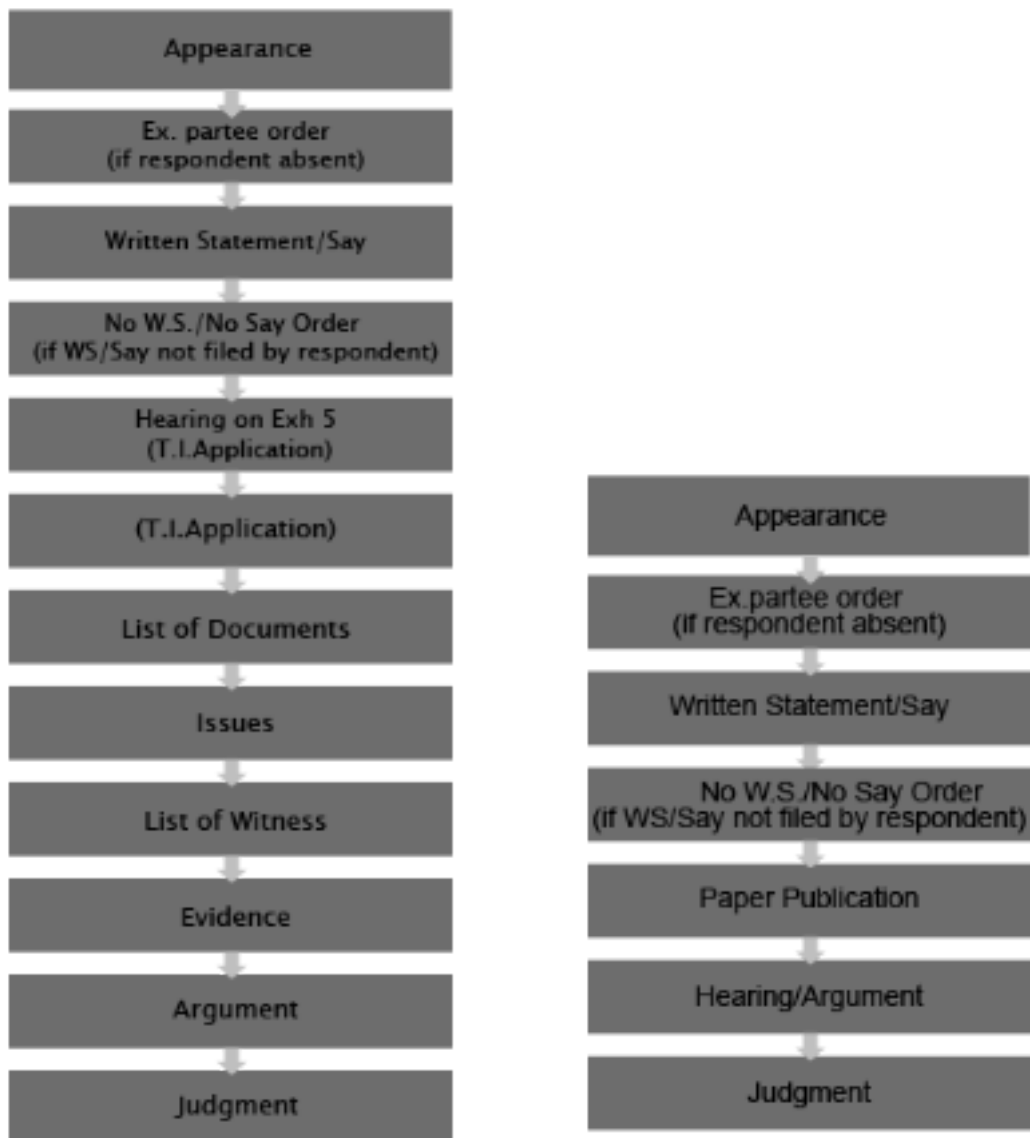 Appearance
Ex. partee order
(if respondent absent)
Written Statement/Say
No W.S./No Say Order
(if WS/Say not filed by respondent)
Hearing on Exh 5
(T.I.Application)
(T.I.Application)
List of Documents
Issues
List of Witness
Evidence
Argument
Judgment
Appearance
Ex.partee order
(if respondent absent)
Written Statement/Say
No W.S./No Say Order
(if WS/Say not filed by respondent)
Paper Publication
Hearing/Argument
Judgment